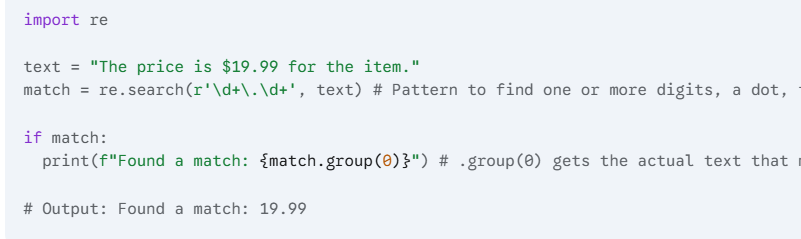 import re
text = "The price is $19.99 for the item."
match = re.search(r'\d+\.\d+', text) # Pattern to find one or more digits, a dot,
if match:
print(f"Found a match: {match.group(0)}") # .group(0) gets the actual text that
# Output: Found a match: 19.99